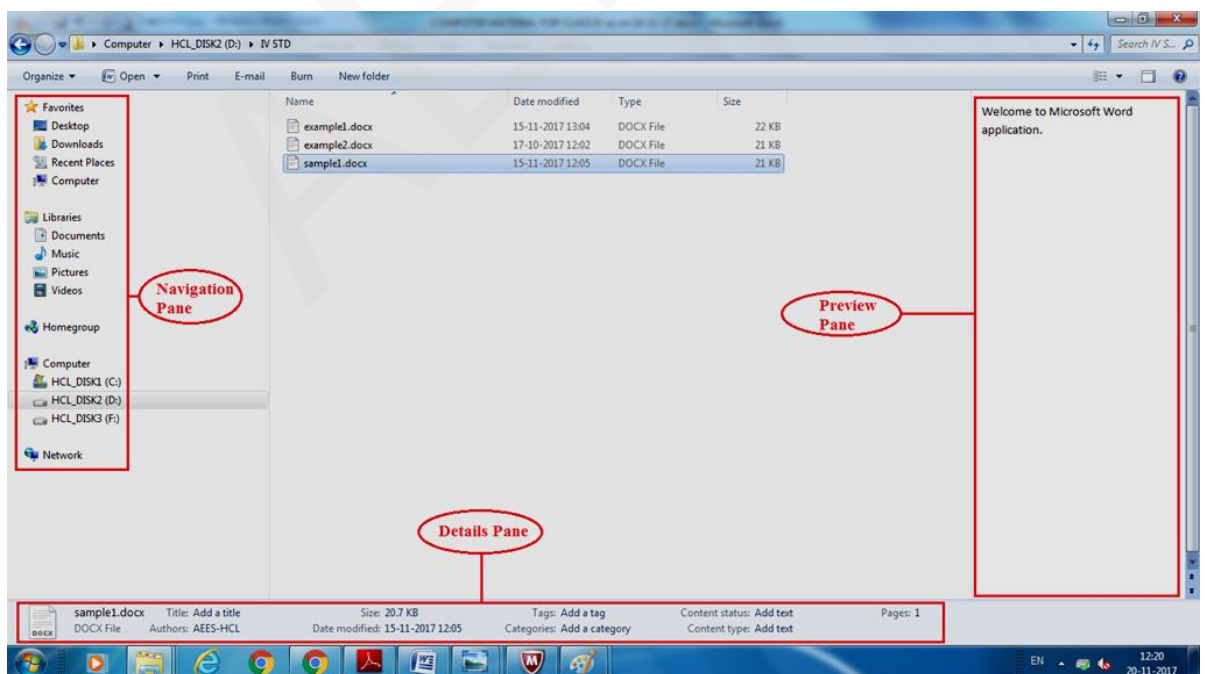 Computer ▸ HCL_DISK2 (D:) ▸ IV STD
Search IV S...
Organize Open Print E-mail Burn New folder
Name Date modified Type Size
example1.docx 15-11-2017 13:04 DOCX File 22 KB
example2.docx 17-10-2017 12:02 DOCX File 21 KB
sample1.docx 15-11-2017 12:05 DOCX File 21 KB
Favorites
Desktop
Downloads
Recent Places
Computer
Libraries
Documents
Music
Pictures
Videos
Homegroup
Computer
HCL_DISK1 (C:)
HCL_DISK2 (D:)
HCL_DISK3 (F:)
Network
Navigation
Pane
Welcome to Microsoft Word
application.
Preview
Pane
Details Pane
sample1.docx Title: Add a title Size: 20.7 KB Tags: Add a tag Content status: Add text Pages: 1
DOCX File Authors: AEES-HCL Date modified: 15-11-2017 12:05 Categories: Add a category Content type: Add text
DOCX
EN 12:20
20-11-2017